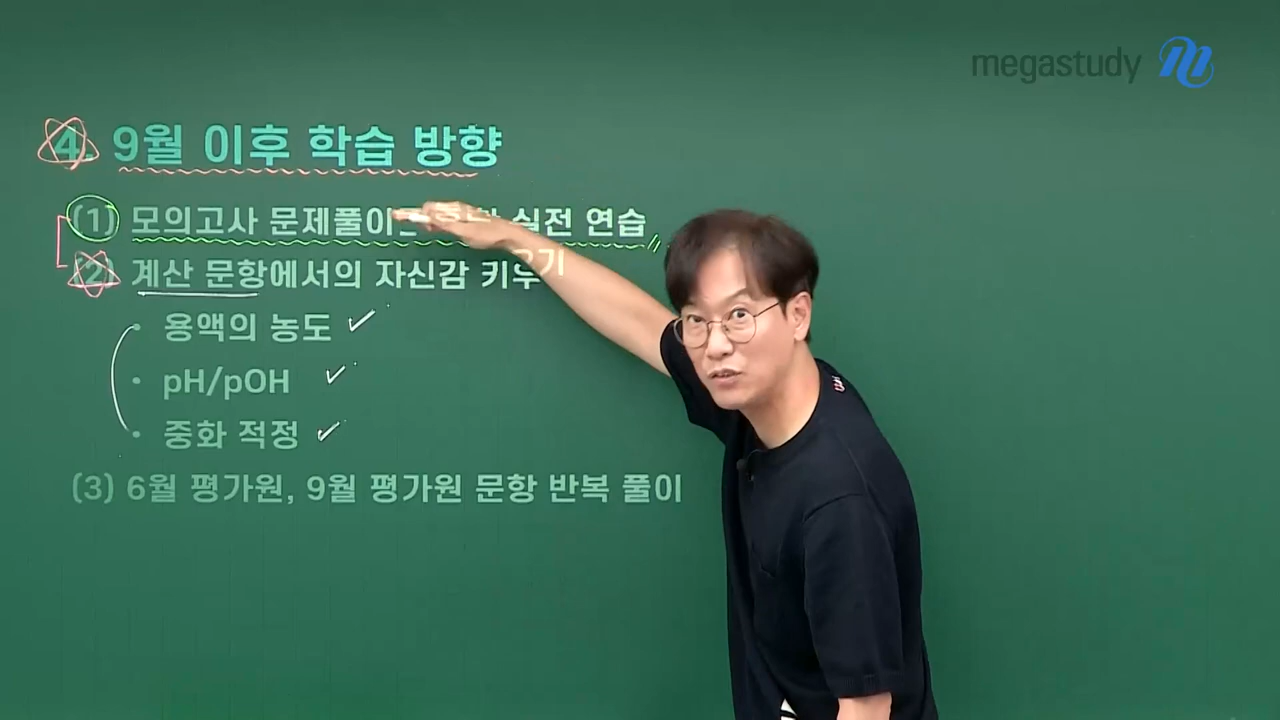 megastudy
4. 9월 이후 학습 방향
(1) 모의고사 문제풀이 실전 연습
(2) 계산 문항에서의 자신감 키우기
• 용액의 농도
• pH/pOH
• 중화 적정
(3) 6월 평가원, 9월 평가원 문항 반복 풀이